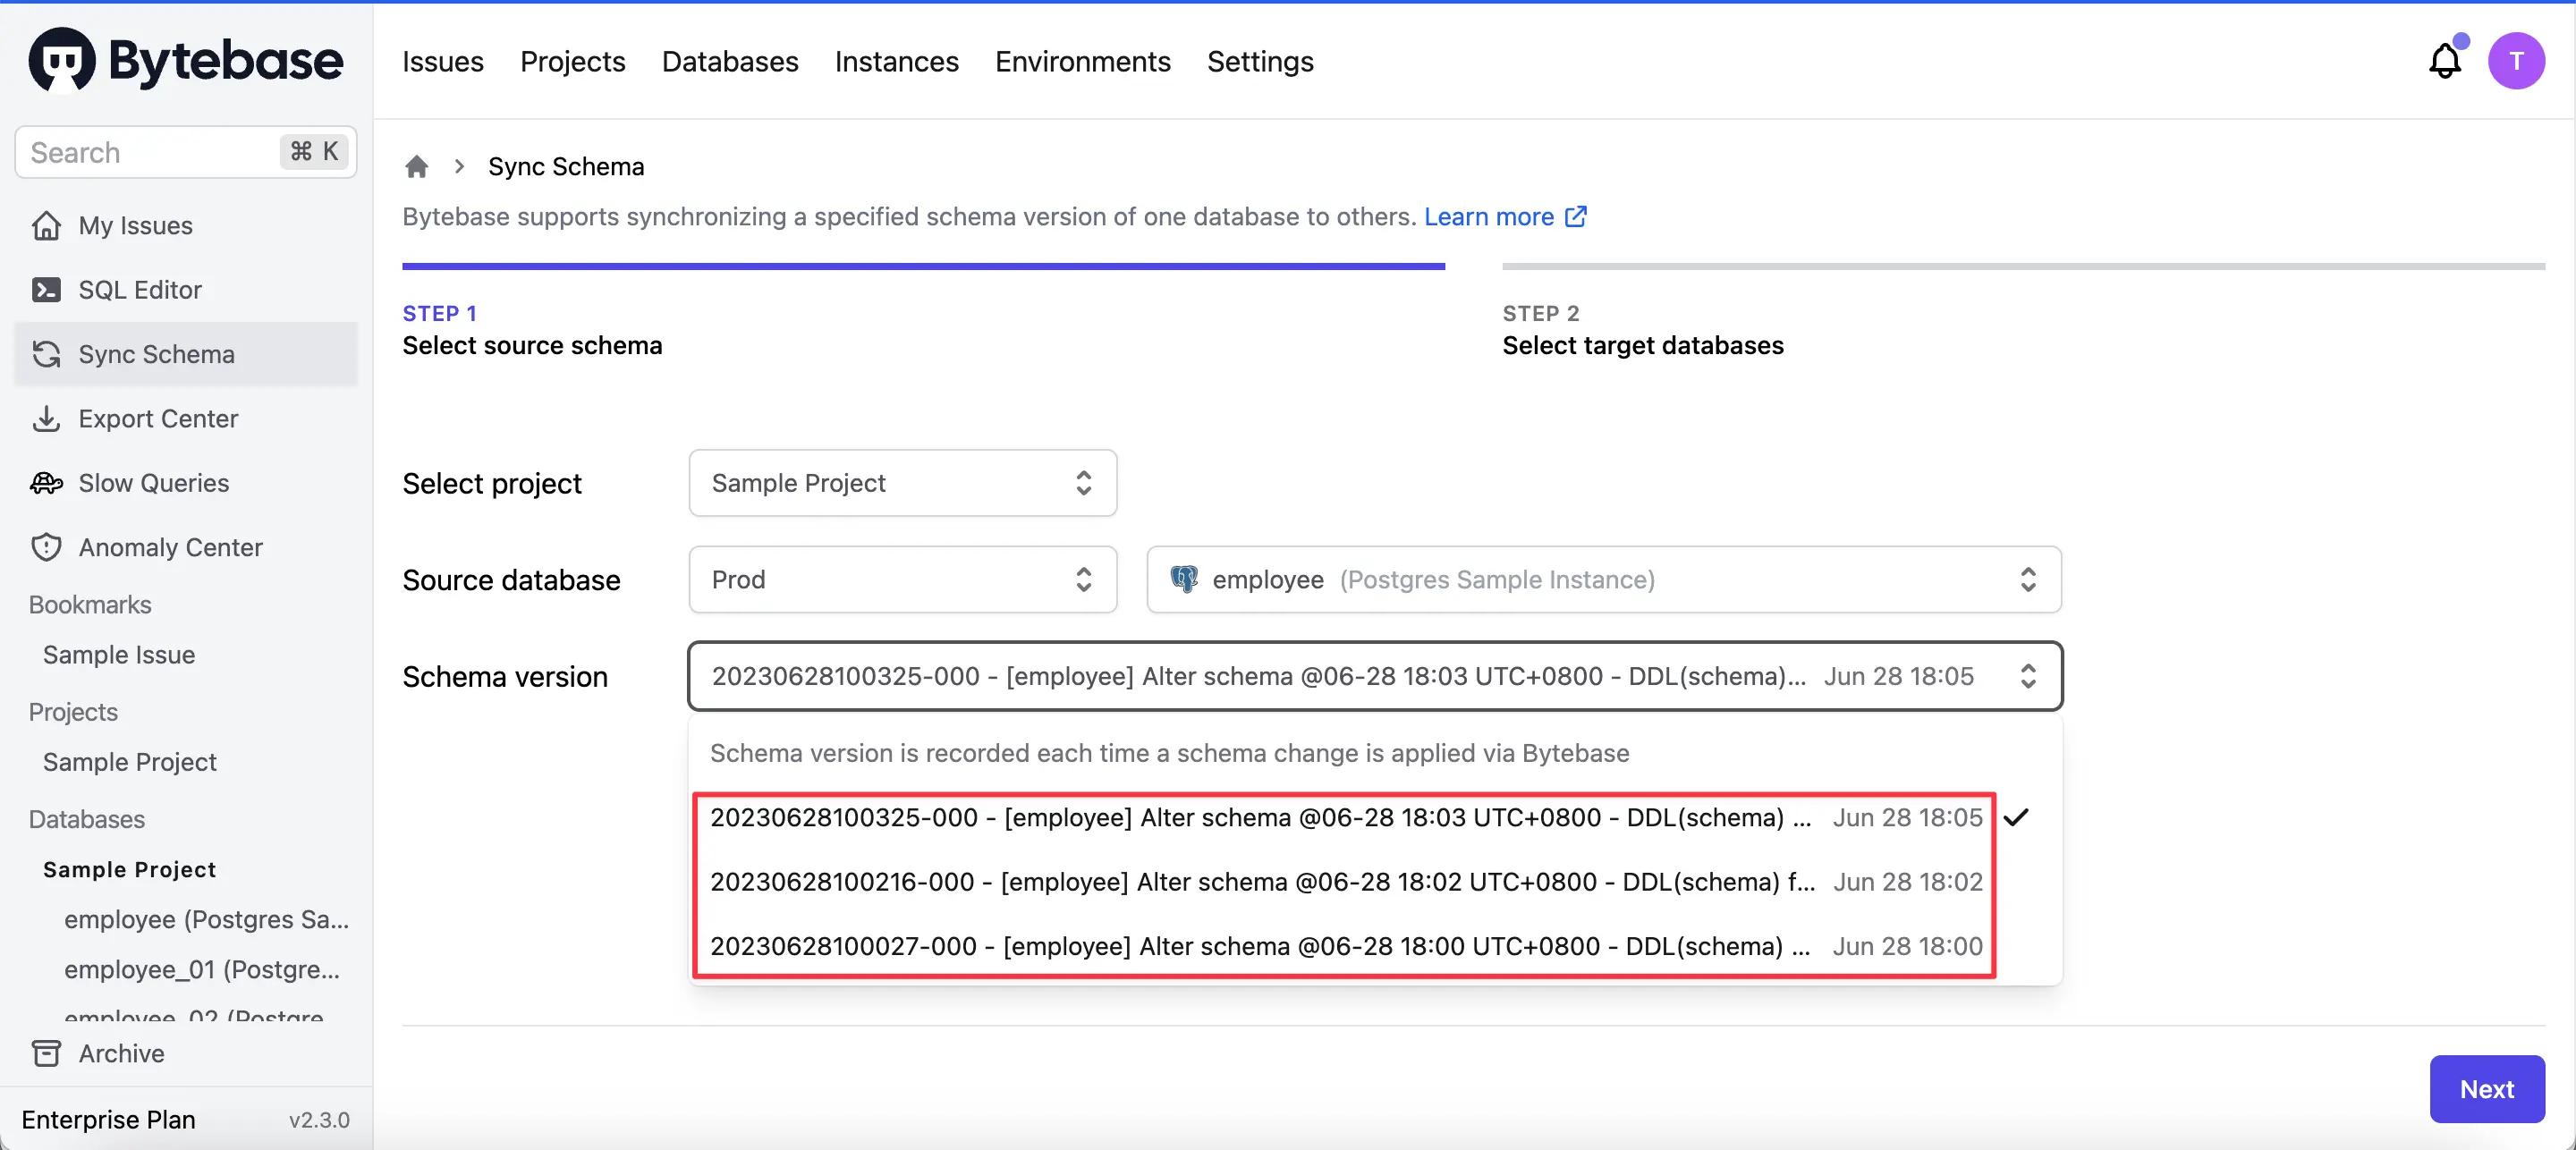 Bytebase
Search ⌘ K
My Issues
SQL Editor
Sync Schema
Export Center
Slow Queries
Anomaly Center
Bookmarks
Sample Issue
Projects
Sample Project
Databases
Sample Project
employee (Postgres Sa...
employee_01 (Postgre...
employee_02 (Postgre
Archive
Enterprise Plan v2.3.0
Issues Projects Databases Instances Environments Settings
T
Sync Schema
Bytebase supports synchronizing a specified schema version of one database to others. Learn more
STEP 1
Select source schema
STEP 2
Select target databases
Select project Sample Project
Source database Prod employee (Postgres Sample Instance)
Schema version 20230628100325-000 - [employee] Alter schema @06-28 18:03 UTC+0800 - DDL(schema)... Jun 28 18:05
Schema version is recorded each time a schema change is applied via Bytebase
20230628100325-000 - [employee] Alter schema @06-28 18:03 UTC+0800 - DDL(schema) ... Jun 28 18:05
20230628100216-000 - [employee] Alter schema @06-28 18:02 UTC+0800 - DDL(schema) f... Jun 28 18:02
20230628100027-000 - [employee] Alter schema @06-28 18:00 UTC+0800 - DDL(schema) ... Jun 28 18:00
Next